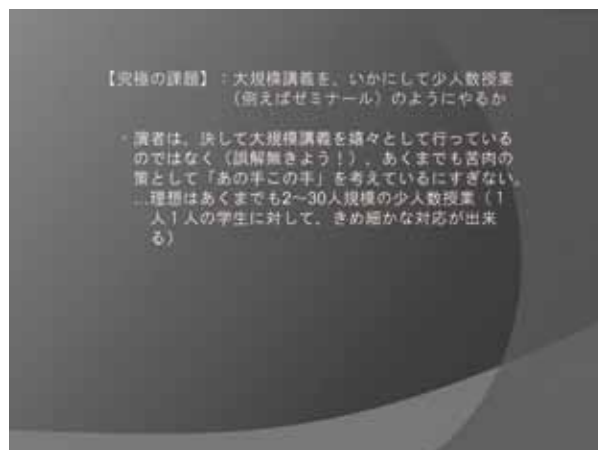 【究極の課題】：大規模講義を、いかにして少人数授業
（例えばゼミナール）のようにやるか
・演者は、決して大規模講義を嬉々として行っている
のではなく（誤解無きよう！）、あくまでも苦肉の
策として「あの手この手」を考えているにすぎない。
…理想はあくまでも2〜30人規模の少人数授業（１
人１人の学生に対して、きめ細かな対応が出来
る）